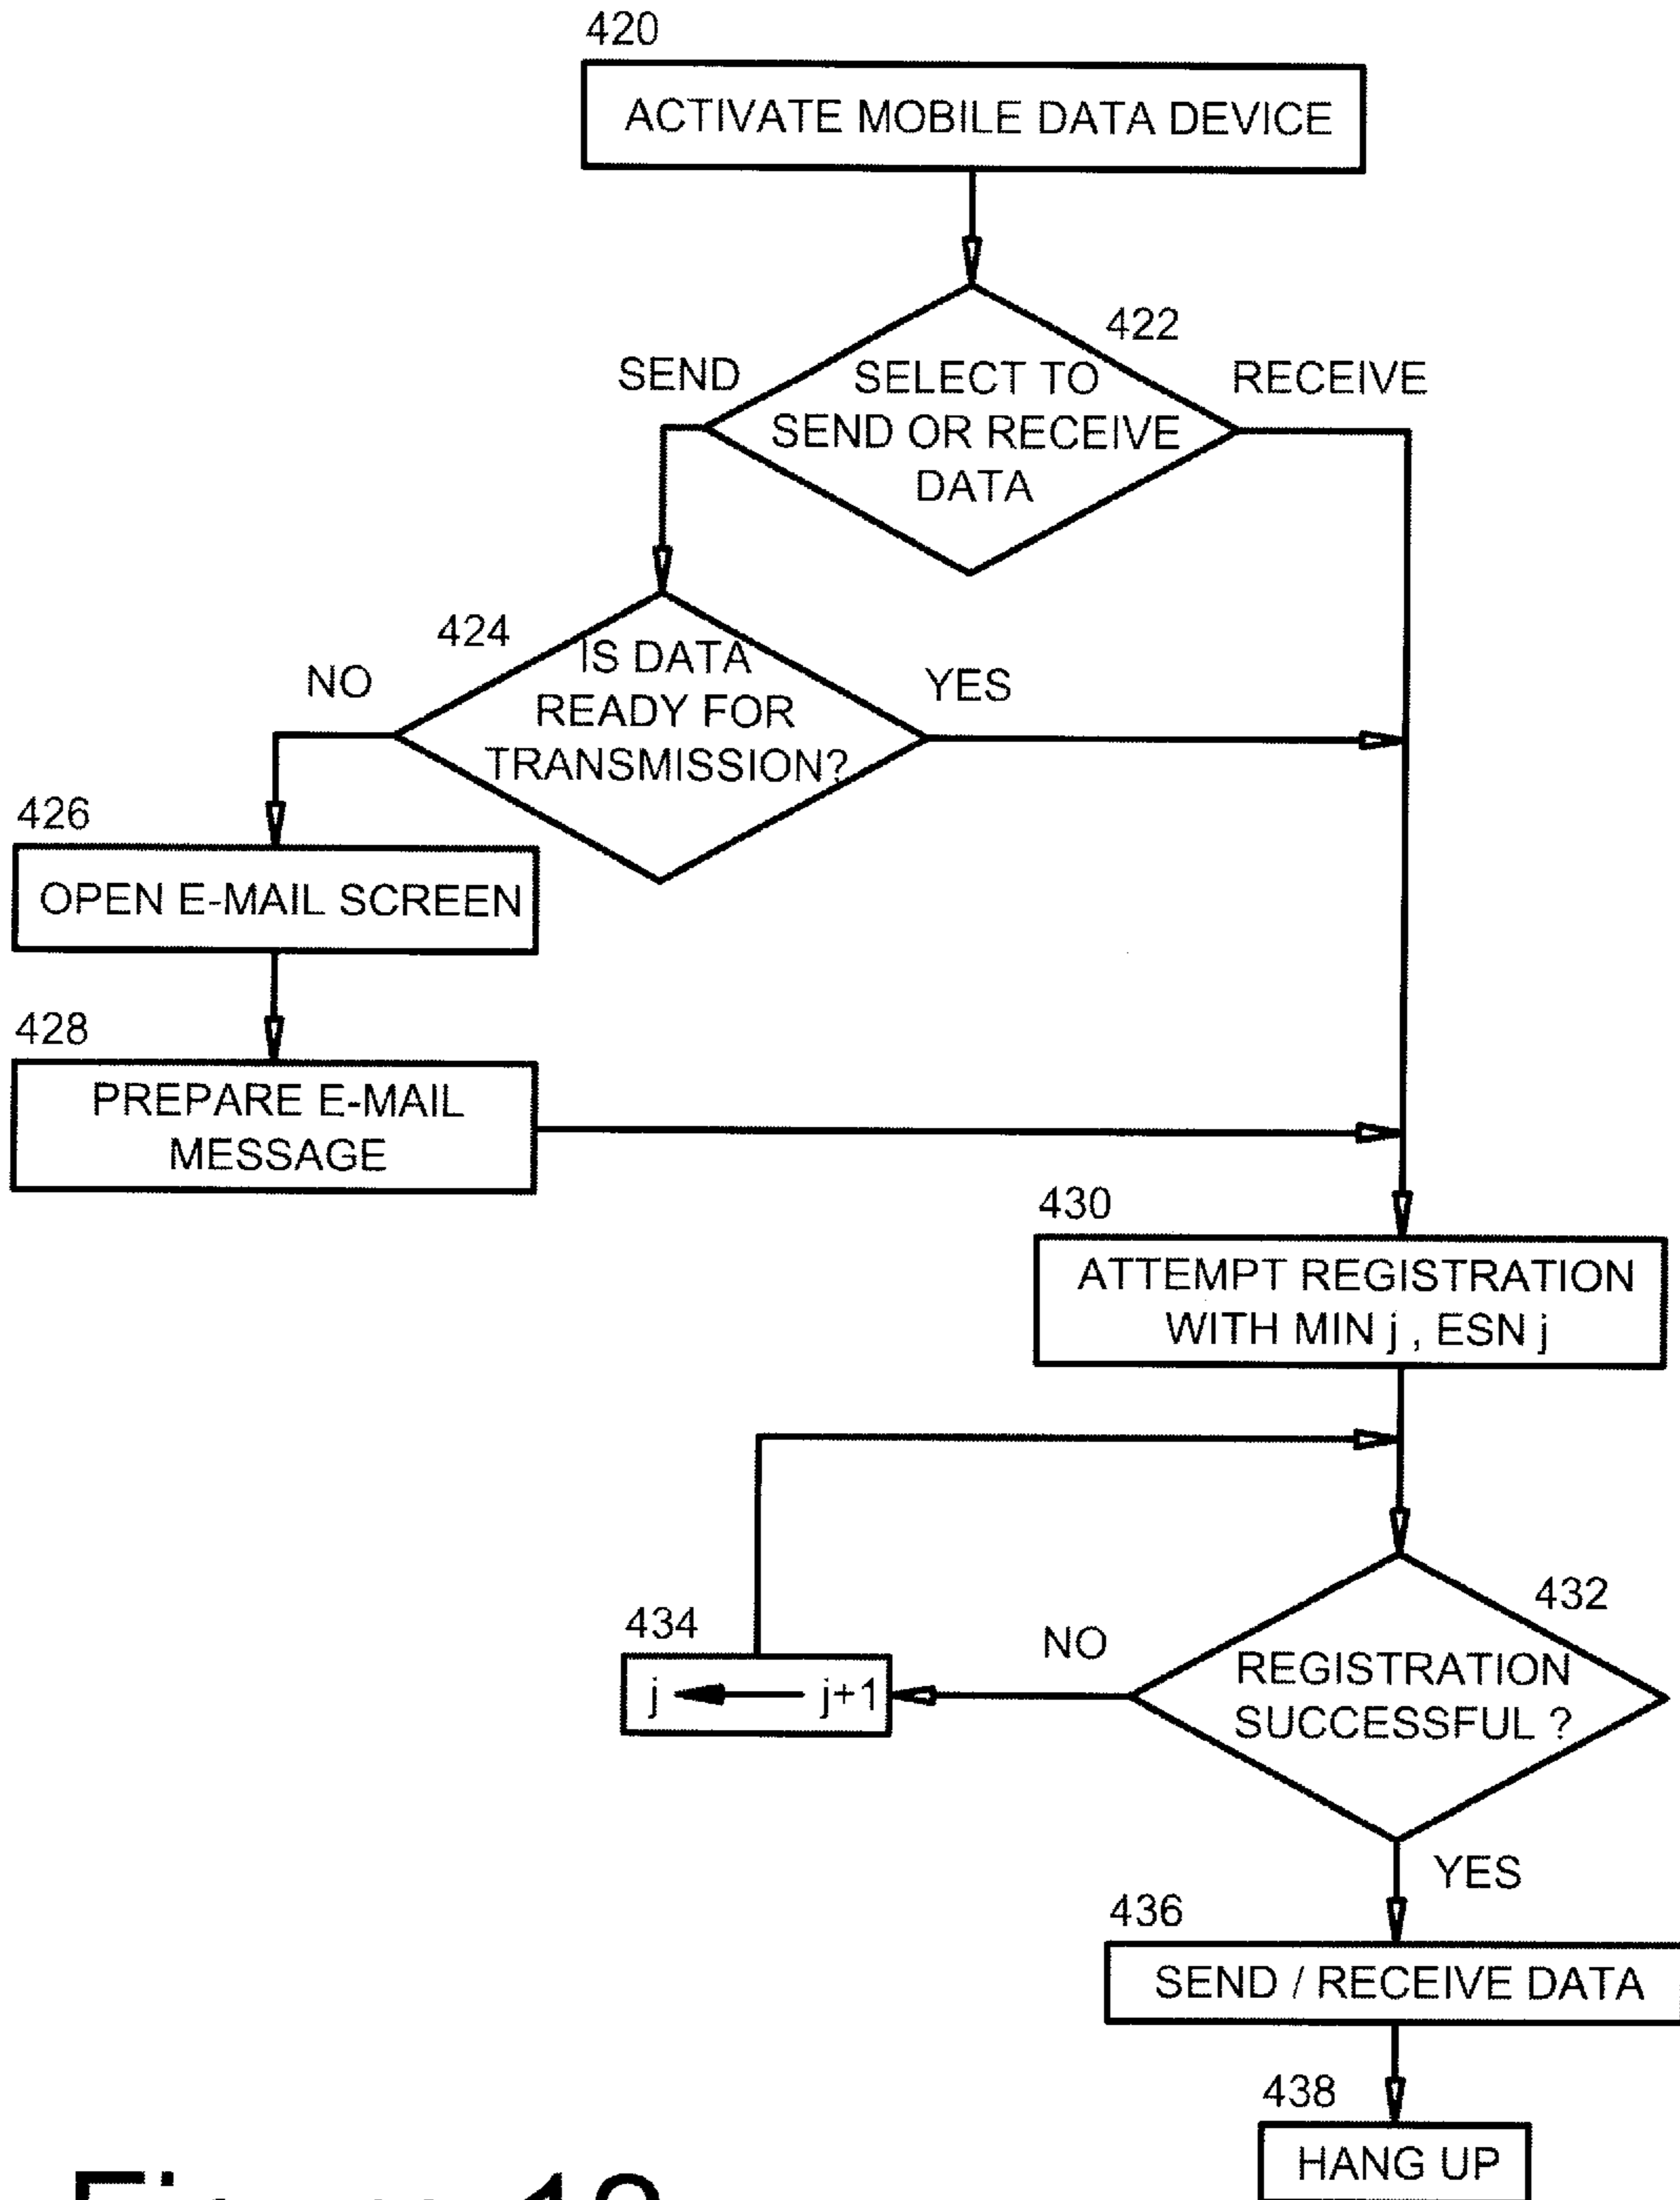 420
ACTIVATE MOBILE DATA DEVICE
422
SEND
SELECT TO
SEND OR RECEIVE
DATA
RECEIVE
424
NO
IS DATA
READY FOR
TRANSMISSION?
YES
426
OPEN E-MAIL SCREEN
428
PREPARE E-MAIL
MESSAGE
430
ATTEMPT REGISTRATION
WITH MIN j , ESN j
432
434
j j+1
NO
REGISTRATION
SUCCESSFUL ?
YES
436
SEND / RECEIVE DATA
438
HANG UP